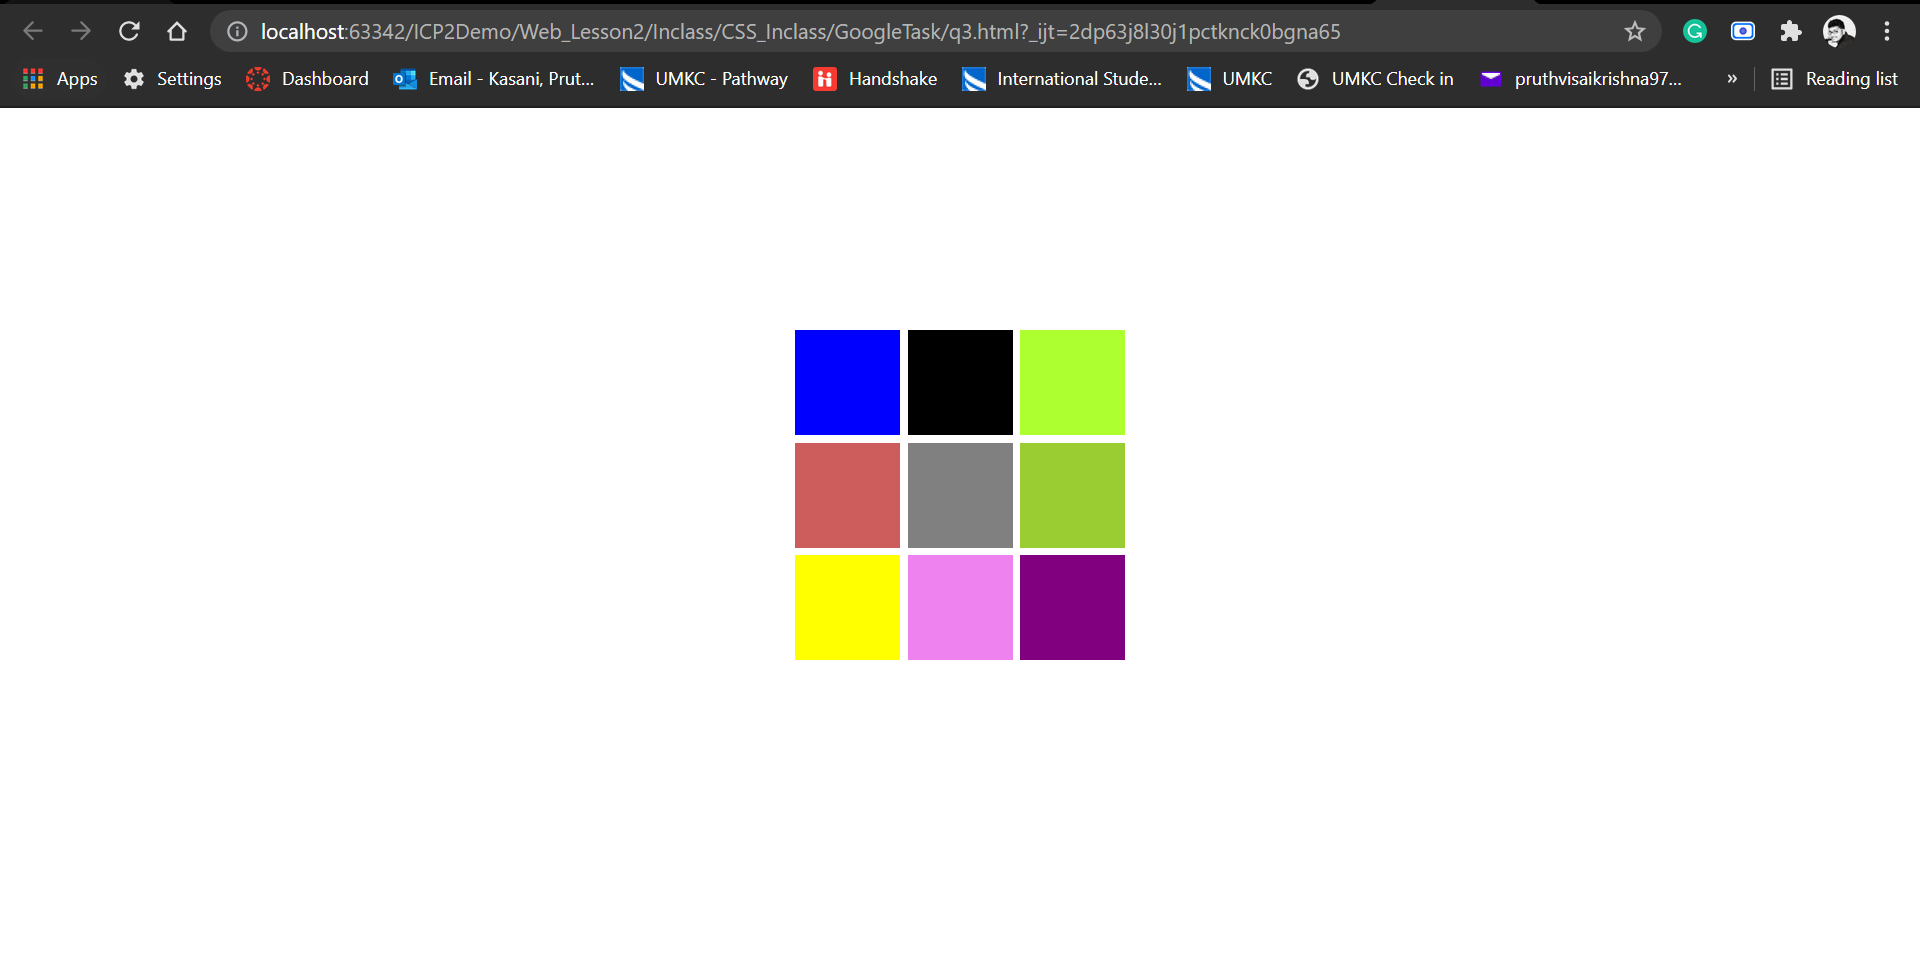 localhost:63342/ICP2Demo/Web_Lesson2/Inclass/CSS_Inclass/GoogleTask/q3.html?_ijt=2dp63j8l30j1pctknck0bgna65
Apps Settings Dashboard Email - Kasani, Prut... UMKC - Pathway Handshake International Stude... UMKC UMKC Check in pruthvisaikrishna97... » Reading list